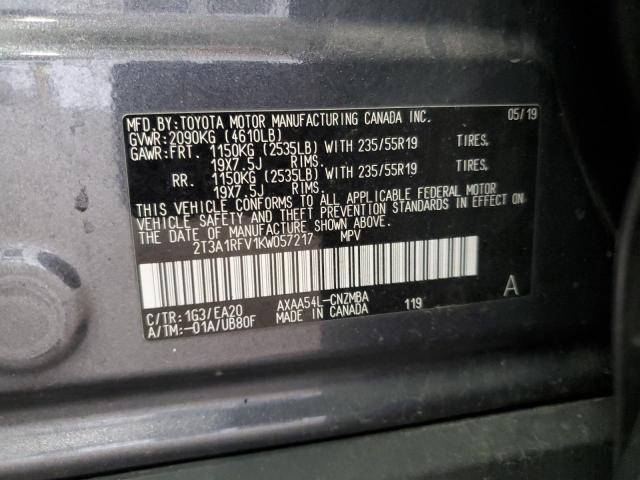 MFD.BY:TOYOTA MOTOR MANUFACTURING CANADA INC. 05/19
GVWR:2090KG (4610LB)
GAWR:FRT. 1150KG (2535LB) WITH 235/55R19 TIRES,
19X7.5J RIMS,
RR. 1150KG (2535LB) WITH 235/55R19 TIRES,
19X7.5J RIMS,
THIS VEHICLE CONFORMS TO ALL APPLICABLE FEDERAL MOTOR
VEHICLE SAFETY AND THEFT PREVENTION STANDARDS IN EFFECT ON
THE DATE OF MANUFACTURE SHOWN ABOVE.
2T3A1RFV1KW057217 MPV
C/TR:1G3/EA20 AXAA54L-CNZMBA 119 A
A/TM:-01A/UB80F MADE IN CANADA